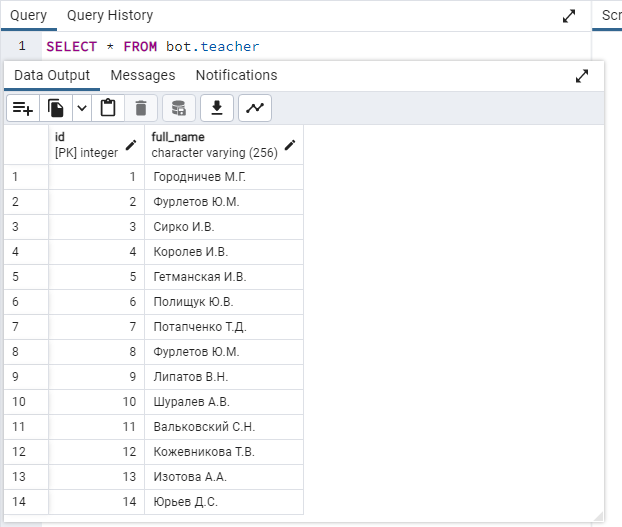 Query Query History Scr
1 SELECT * FROM bot.teacher
Data Output Messages Notifications
id full_name
[PK] integer character varying (256)
1 1 Городничев М.Г.
2 2 Фурлетов Ю.М.
3 3 Сирко И.В.
4 4 Королев И.В.
5 5 Гетманская И.В.
6 6 Полищук Ю.В.
7 7 Потапченко Т.Д.
8 8 Фурлетов Ю.М.
9 9 Липатов В.Н.
10 10 Шуралев А.В.
11 11 Вальковский С.Н.
12 12 Кожевникова Т.В.
13 13 Изотова А.А.
14 14 Юрьев Д.С.